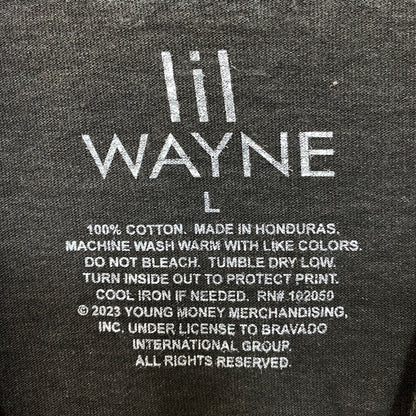 lil
WAYNE
L
100% COTTON. MADE IN HONDURAS.
MACHINE WASH WARM WITH LIKE COLORS.
DO NOT BLEACH. TUMBLE DRY LOW.
TURN INSIDE OUT TO PROTECT PRINT.
COOL IRON IF NEEDED. RN# 102050
© 2023 YOUNG MONEY MERCHANDISING,
INC. UNDER LICENSE TO BRAVADO
INTERNATIONAL GROUP.
ALL RIGHTS RESERVED.